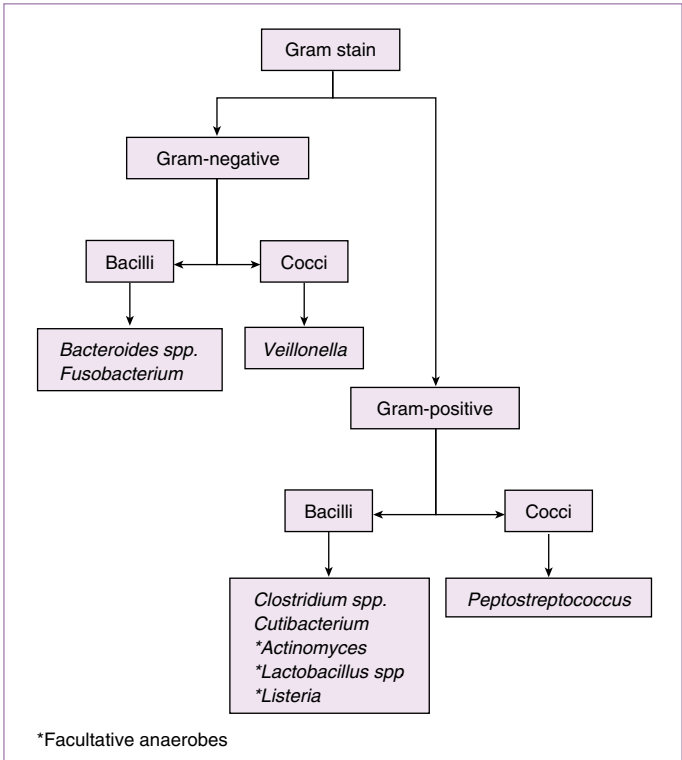 Gram stain
Gram-negative
Bacilli
Cocci
Bacteroides spp.
Fusobacterium
Veillonella
Gram-positive
Bacilli
Cocci
Clostridium spp.
Cutibacterium
*Actinomyces
*Lactobacillus spp
*Listeria
Peptostreptococcus
*Facultative anaerobes